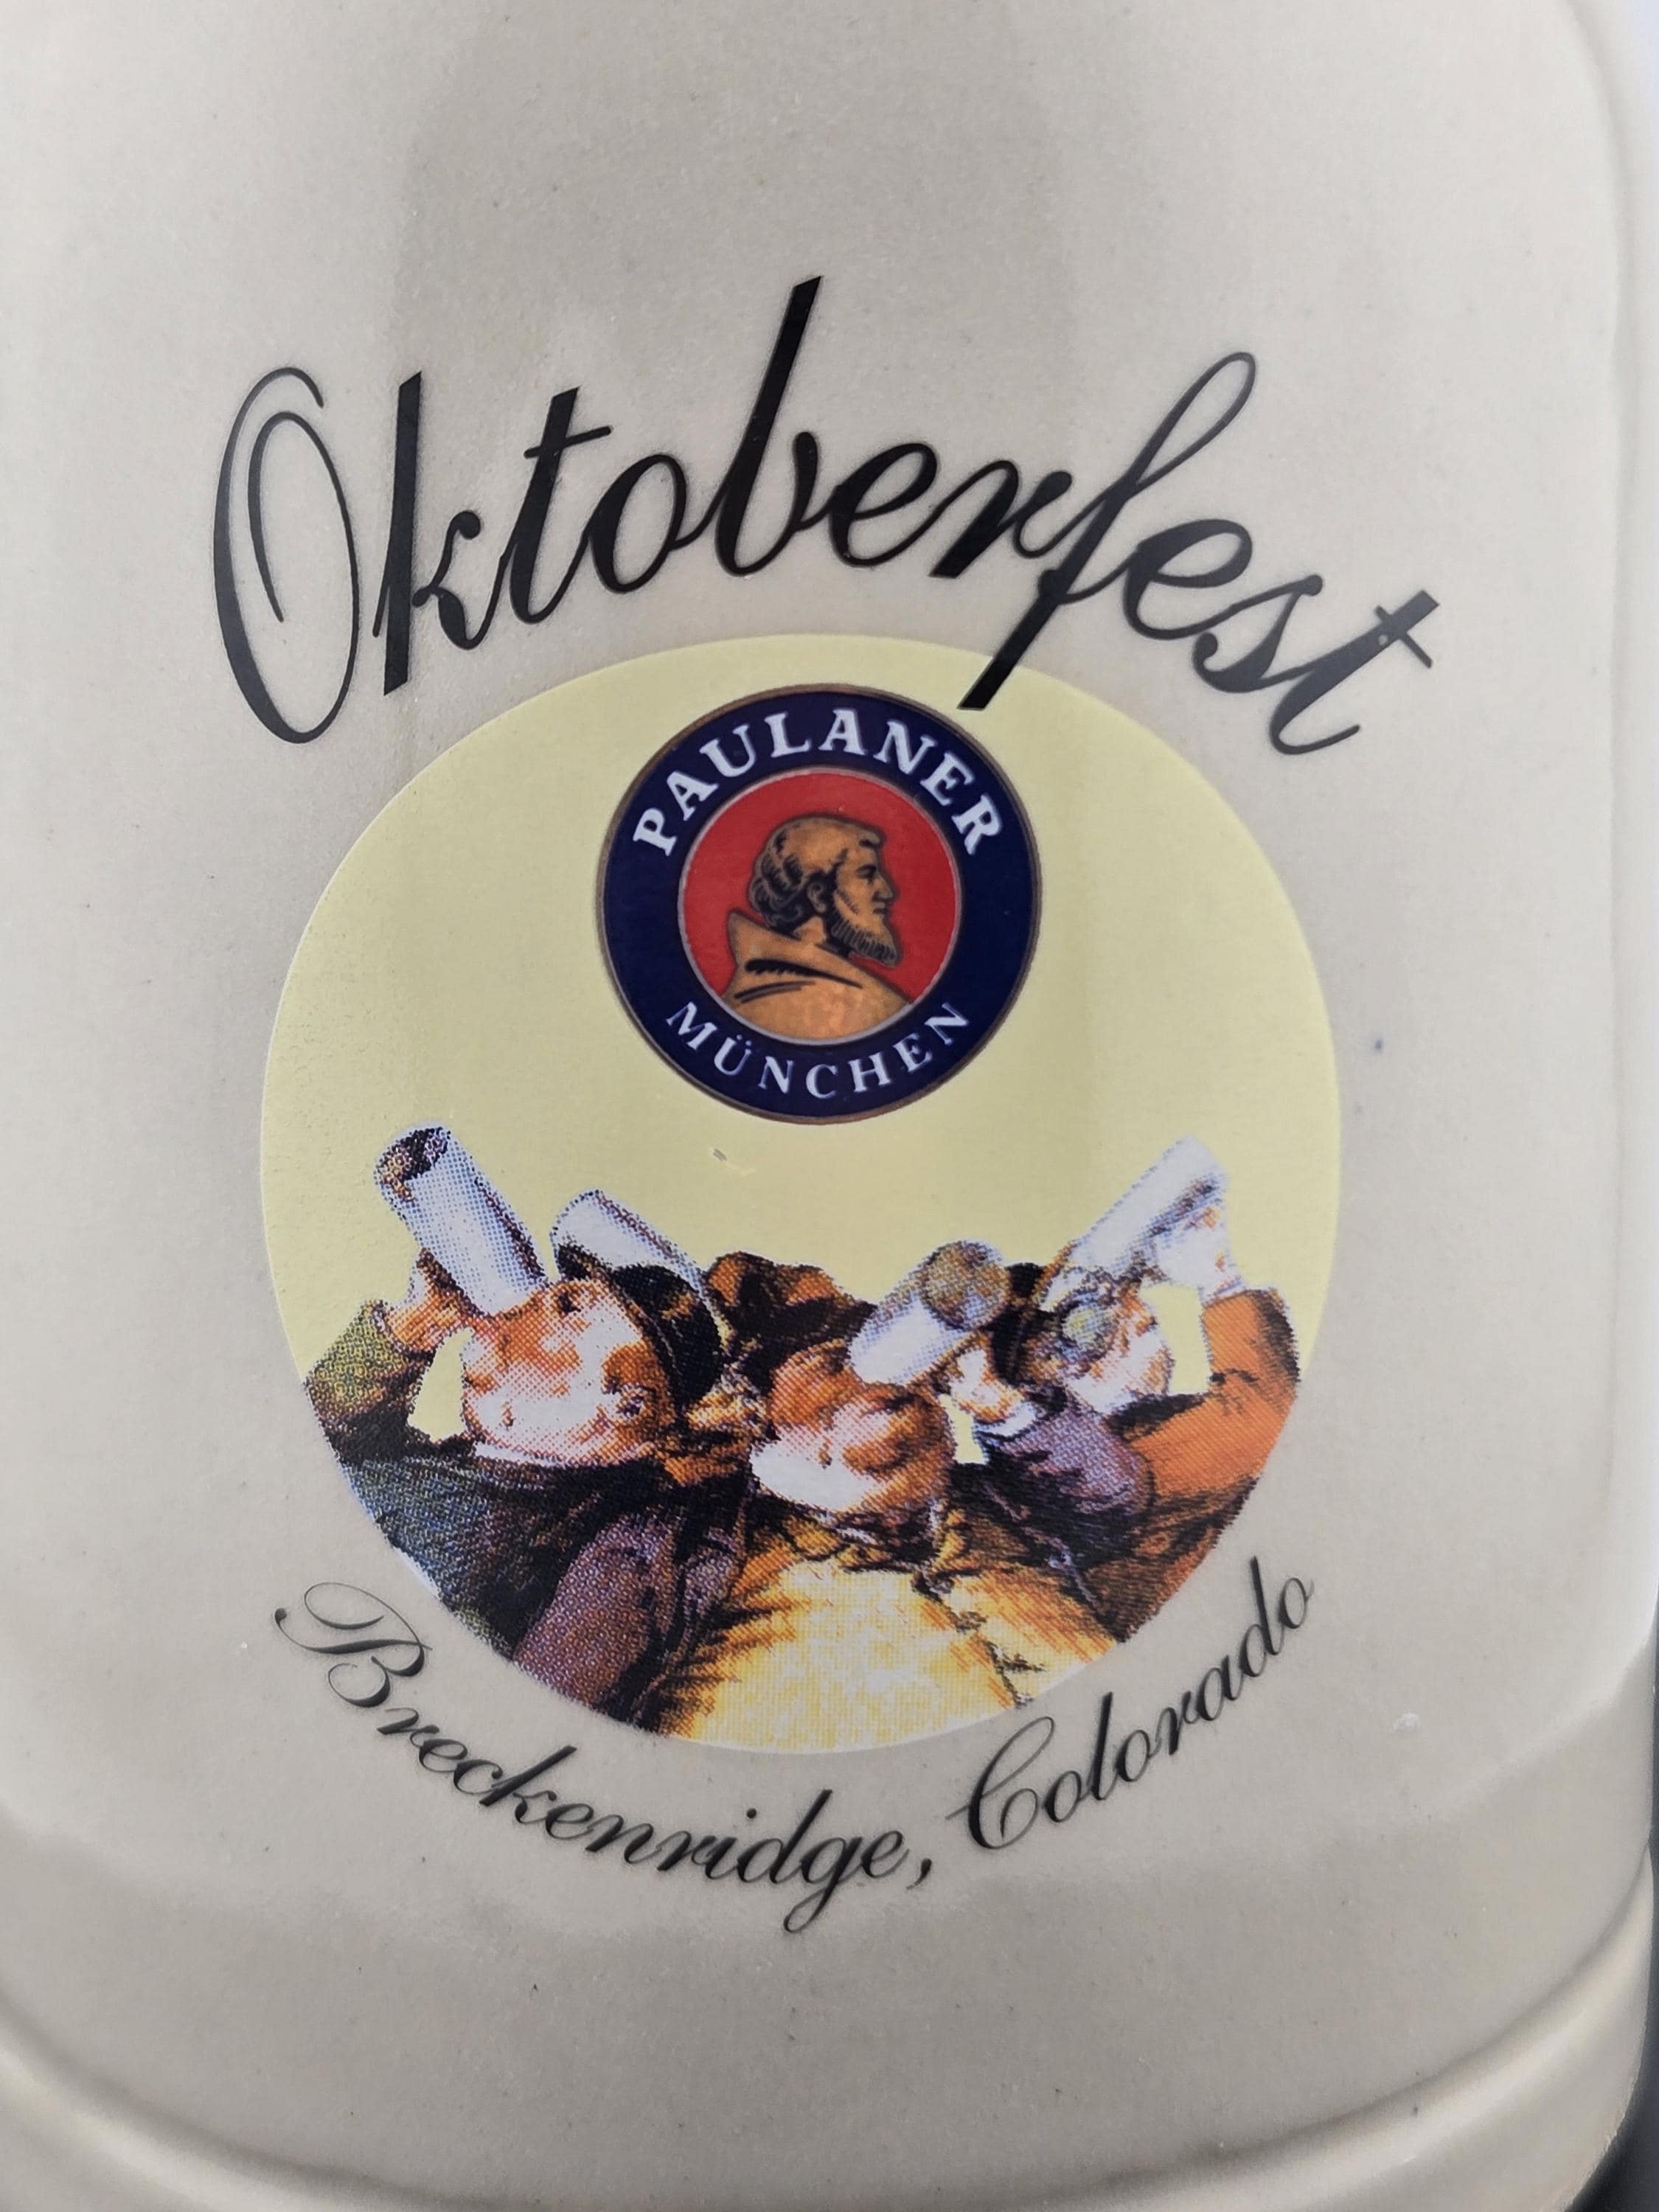 Oktoberfest
PAULANER
MÜNCHEN
Breckenridge, Colorado